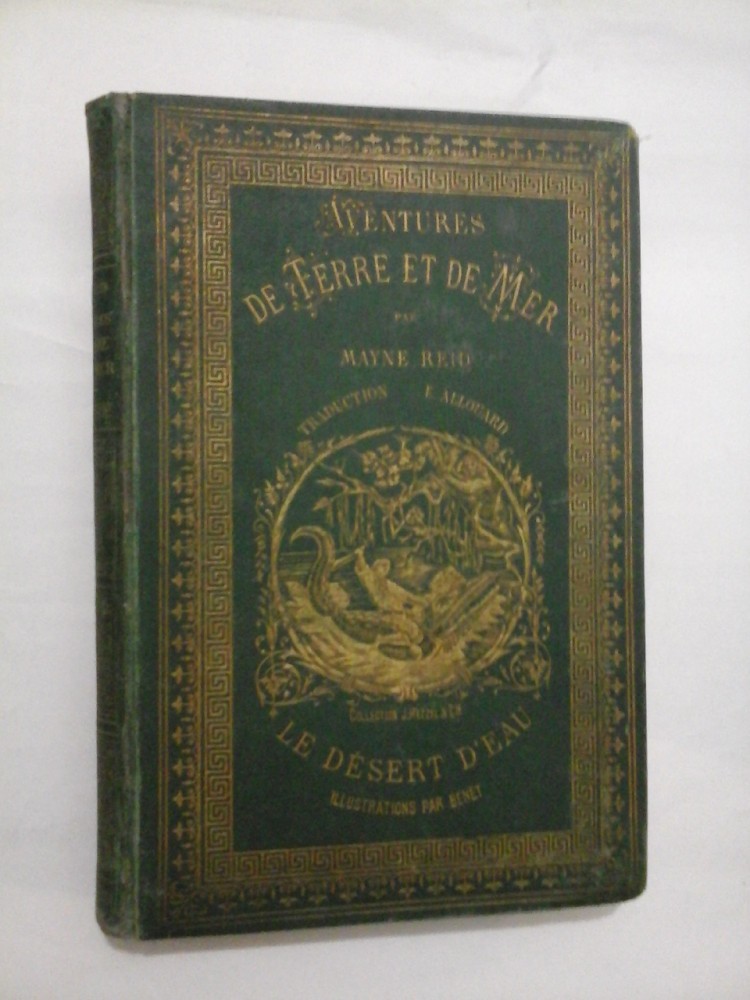 AVENTURES
DE TERRE ET DE MER
PAR
MAYNE REID
TRADUCTION E. ALLOUARD
COLLECTION J. HETZEL & CIE
LE DÉSERT D'EAU
ILLUSTRATIONS PAR BENET